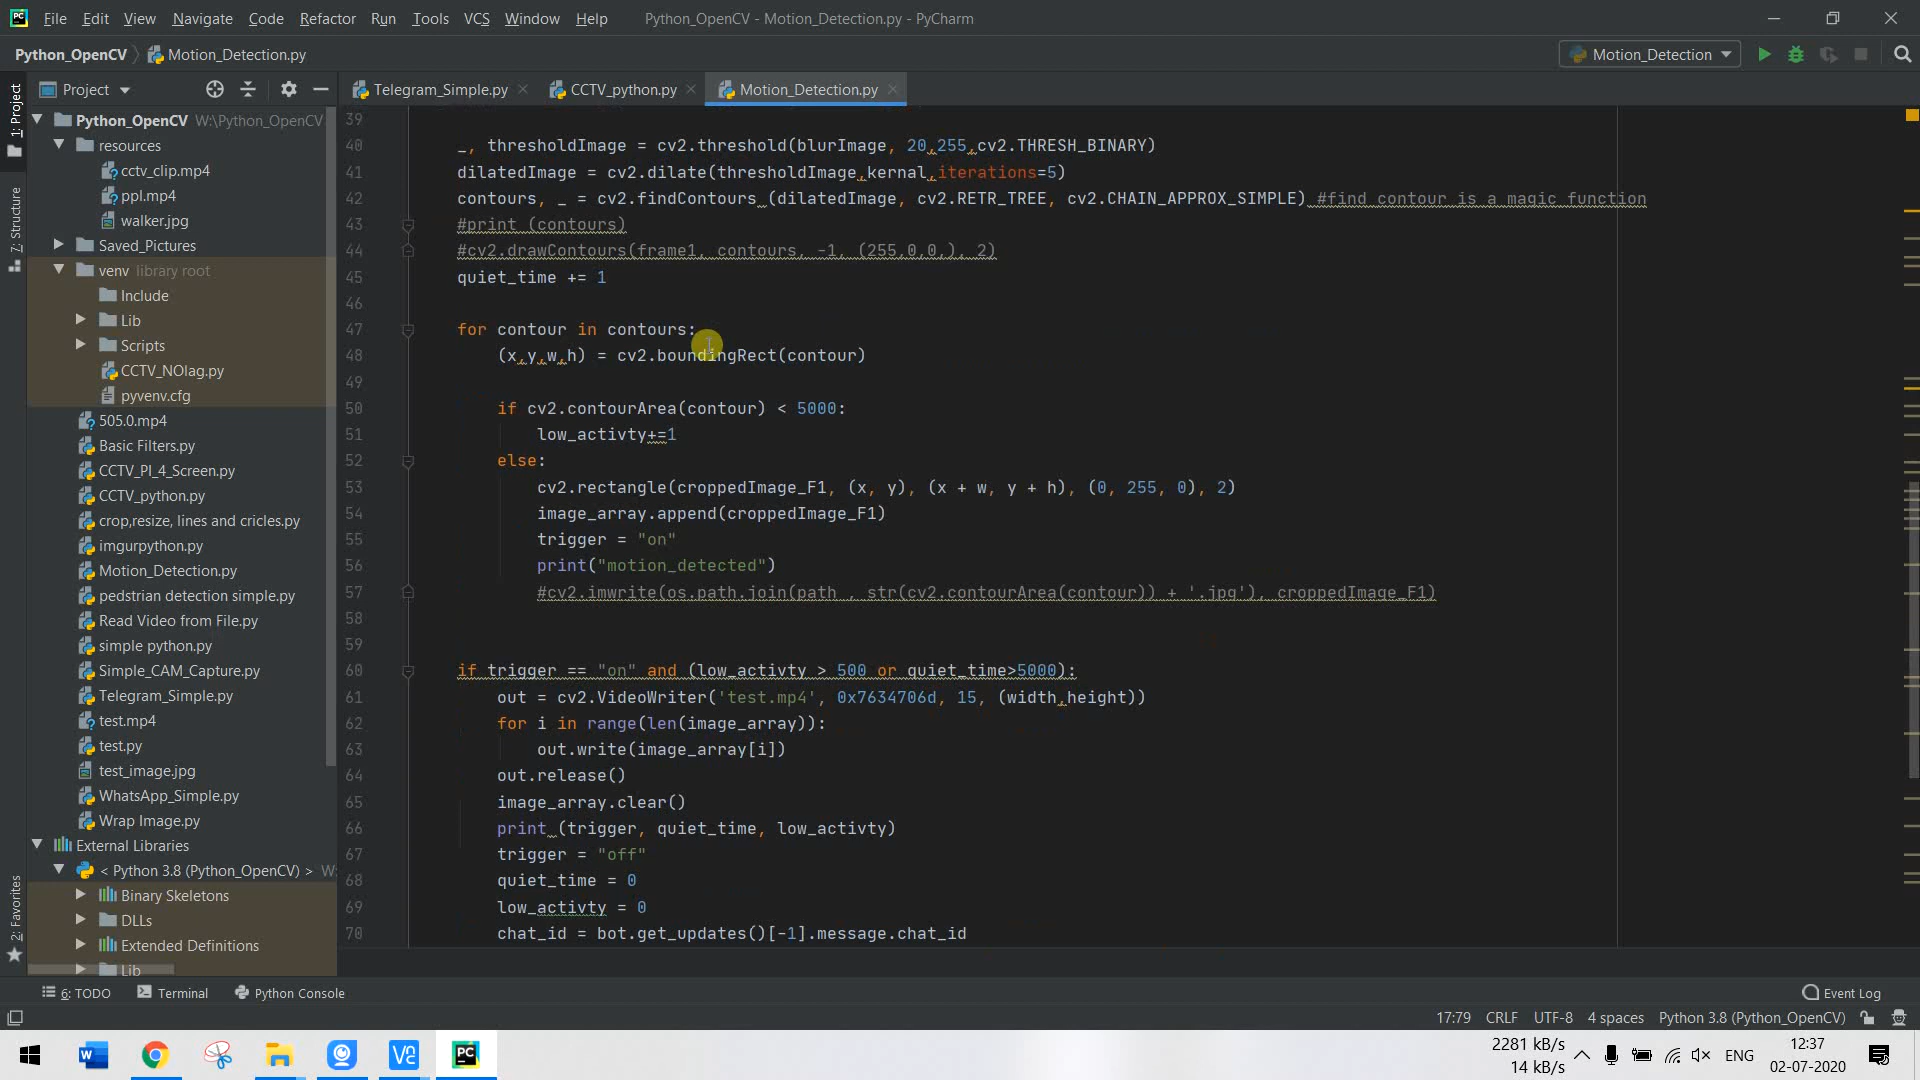 File Edit View Navigate Code Refactor Run Tools VCS Window Help Python_OpenCV - Motion_Detection.py - PyCharm
Python_OpenCV Motion_Detection.py Motion_Detection
1: Project
7: Structure
2: Favorites
Project
Python_OpenCV W:\Python_OpenCV
resources
cctv_clip.mp4
ppl.mp4
walker.jpg
Saved_Pictures
venv library root
Include
Lib
Scripts
CCTV_NOlag.py
pyvenv.cfg
505.0.mp4
Basic Filters.py
CCTV_PI_4_Screen.py
CCTV_python.py
crop,resize, lines and cricles.py
imgurpython.py
Motion_Detection.py
pedstrian detection simple.py
Read Video from File.py
simple python.py
Simple_CAM_Capture.py
Telegram_Simple.py
test.mp4
test.py
test_image.jpg
WhatsApp_Simple.py
Wrap Image.py
External Libraries
< Python 3.8 (Python_OpenCV) > W:
Binary Skeletons
DLLs
Extended Definitions
Lib
Telegram_Simple.py CCTV_python.py Motion_Detection.py
39
40 _, thresholdImage = cv2.threshold(blurImage, 20,255,cv2.THRESH_BINARY)
41 dilatedImage = cv2.dilate(thresholdImage,kernal,iterations=5)
42 contours, _ = cv2.findContours (dilatedImage, cv2.RETR_TREE, cv2.CHAIN_APPROX_SIMPLE) #find contour is a magic function
43 #print (contours)
44 #cv2.drawContours(frame1, contours, -1, (255,0,0,), 2)
45 quiet_time += 1
46
47 for contour in contours:
48 (x,y,w,h) = cv2.boundingRect(contour)
49
50 if cv2.contourArea(contour) < 5000:
51 low_activty+=1
52 else:
53 cv2.rectangle(croppedImage_F1, (x, y), (x + w, y + h), (0, 255, 0), 2)
54 image_array.append(croppedImage_F1)
55 trigger = "on"
56 print("motion_detected")
57 #cv2.imwrite(os.path.join(path , str(cv2.contourArea(contour)) + '.jpg'), croppedImage_F1)
58
59
60 if trigger == "on" and (low_activty > 500 or quiet_time>5000):
61 out = cv2.VideoWriter('test.mp4', 0x7634706d, 15, (width,height))
62 for i in range(len(image_array)):
63 out.write(image_array[i])
64 out.release()
65 image_array.clear()
66 print (trigger, quiet_time, low_activty)
67 trigger = "off"
68 quiet_time = 0
69 low_activty = 0
70 chat_id = bot.get_updates()[-1].message.chat_id
6: TODO Terminal Python Console Event Log
17:79 CRLF UTF-8 4 spaces Python 3.8 (Python_OpenCV)
2281 kB/s
14 kB/s
ENG
12:37
02-07-2020